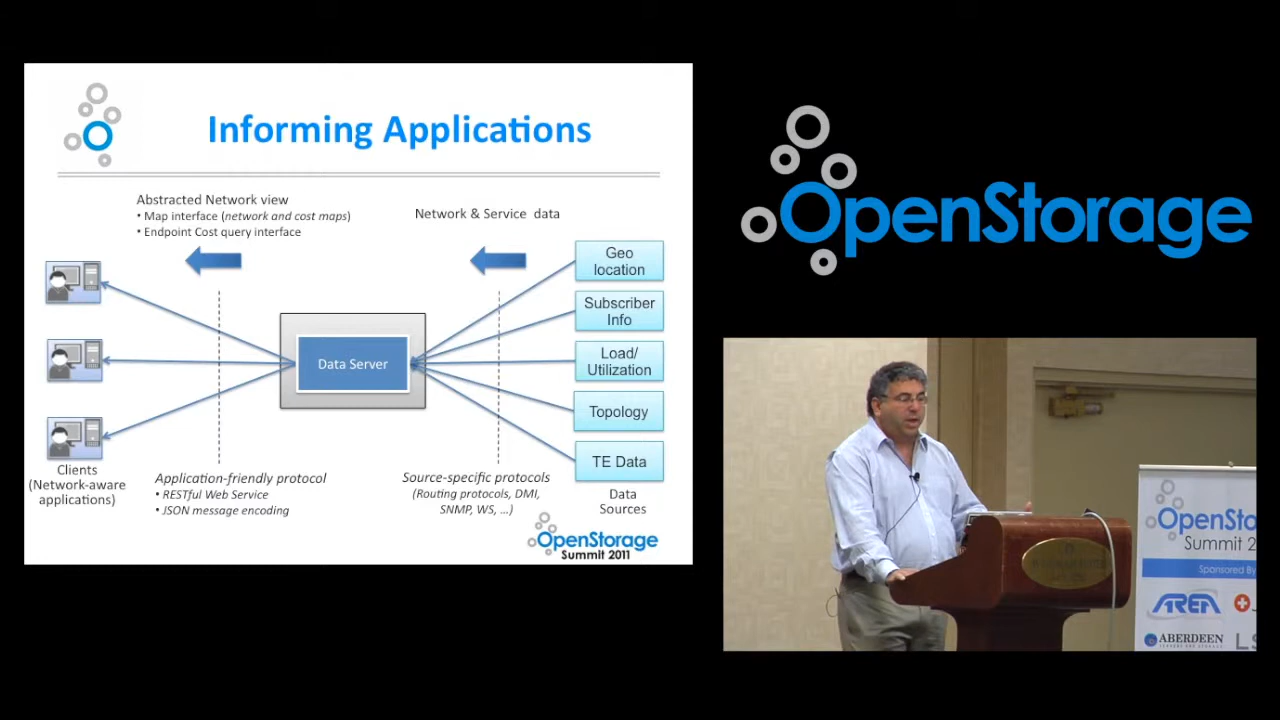 Informing Applications
Abstracted Network view
• Map interface (network and cost maps)
• Endpoint Cost query interface
Network & Service data
Geo
location
Subscriber
Info
Load/
Utilization
Topology
TE Data
Data Server
Clients
(Network-aware
applications)
Application-friendly protocol
• RESTful Web Service
• JSON message encoding
Source-specific protocols
(Routing protocols, DMI,
SNMP, WS, ...)
Data
Sources
OpenStorage
Summit 2011
OpenStorage
OpenSto
Summit 2
Sponsored By
AREA
ABERDEEN